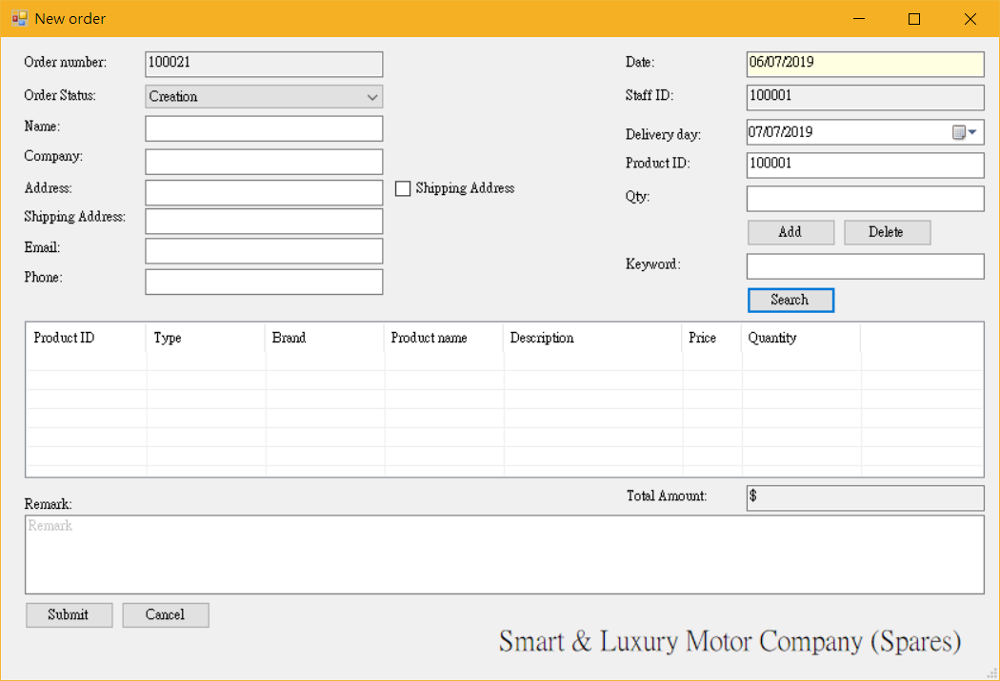 New order
Order number: 100021
Date: 06/07/2019
Order Status: Creation
Staff ID: 100001
Name:
Delivery day: 07/07/2019
Company:
Product ID: 100001
Address: Shipping Address
Qty:
Shipping Address:
Add Delete
Email:
Keyword:
Phone:
Search
Product ID Type Brand Product name Description Price Quantity
Total Amount: $
Remark:
Remark
Submit Cancel
Smart & Luxury Motor Company (Spares)